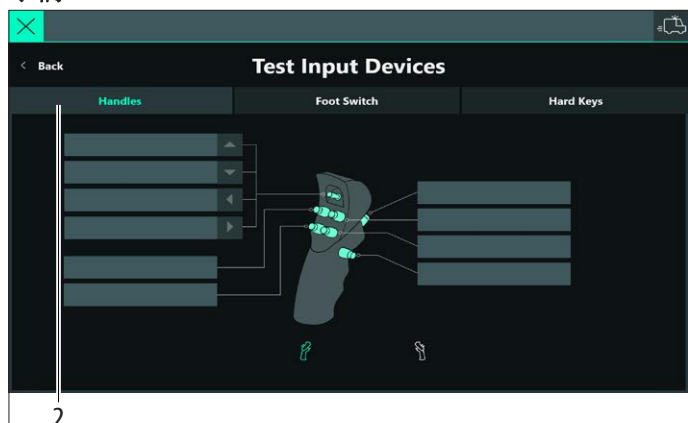 Back
Test Input Devices
Handles
Foot Switch
Hard Keys
2